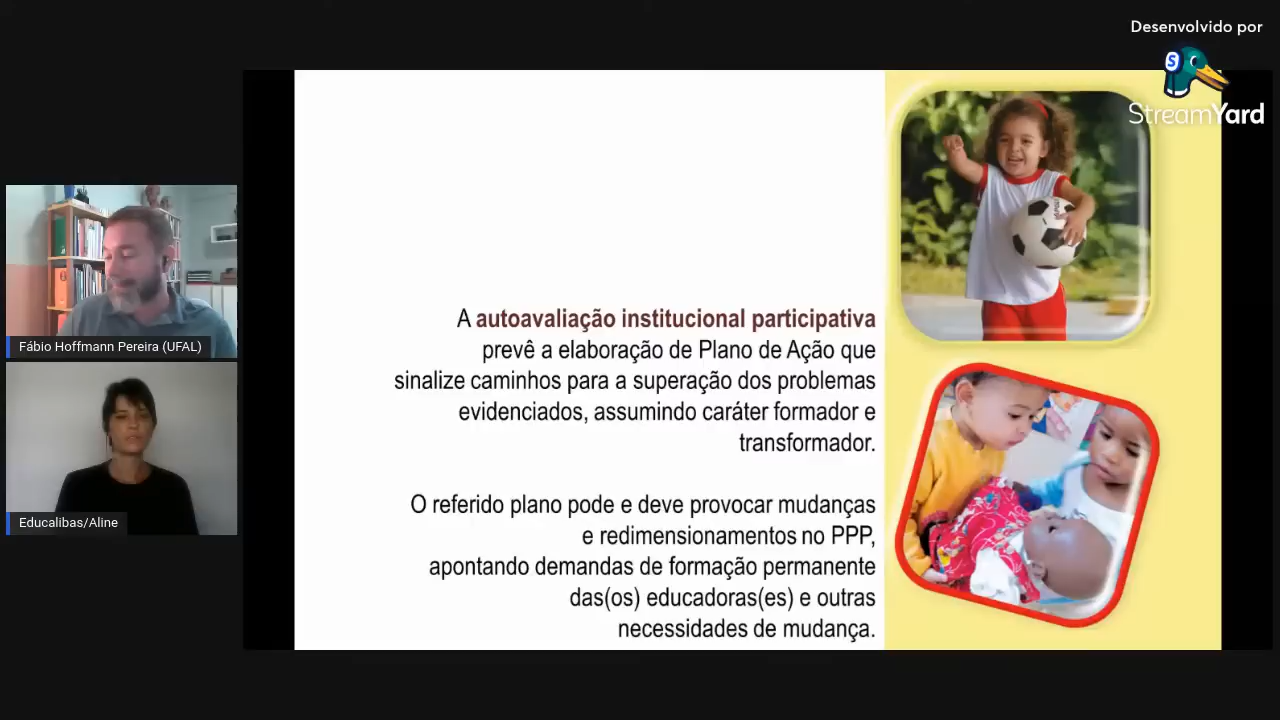 Desenvolvido por
StreamYard
Fábio Hoffmann Pereira (UFAL)
Educalibas/Aline
A autoavaliação institucional participativa
prevê a elaboração de Plano de Ação que
sinalize caminhos para a superação dos problemas
evidenciados, assumindo caráter formador e
transformador.
O referido plano pode e deve provocar mudanças
e redimensionamentos no PPP,
apontando demandas de formação permanente
das(os) educadoras(es) e outras
necessidades de mudança.